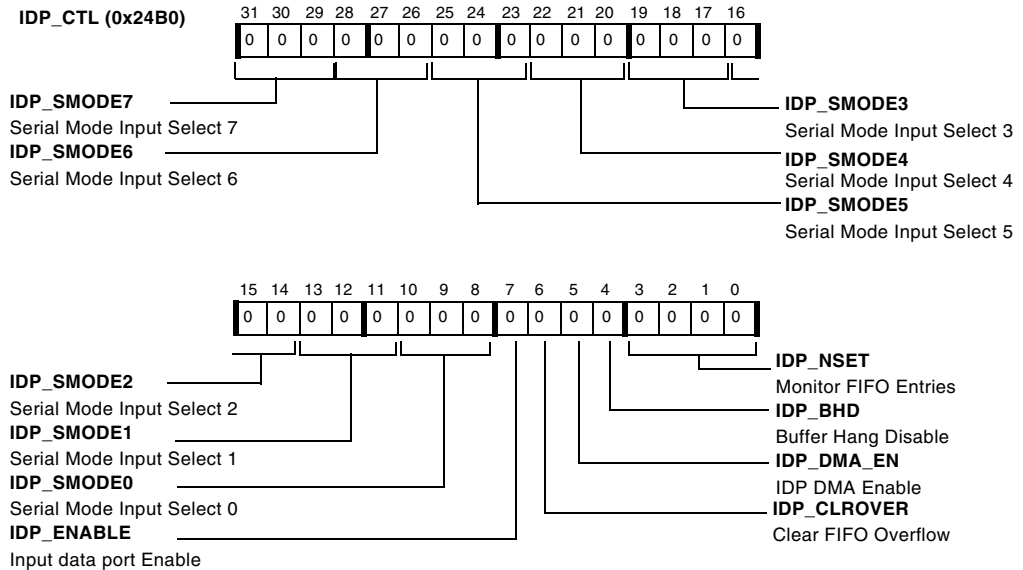 IDP_CTL (0x24B0)
31 30 29 28 27 26 25 24 23 22 21 20 19 18 17 16
0 0 0 0 0 0 0 0 0 0 0 0 0 0 0 0
IDP_SMODE7
Serial Mode Input Select 7
IDP_SMODE6
Serial Mode Input Select 6
IDP_SMODE3
Serial Mode Input Select 3
IDP_SMODE4
Serial Mode Input Select 4
IDP_SMODE5
Serial Mode Input Select 5
15 14 13 12 11 10 9 8 7 6 5 4 3 2 1 0
0 0 0 0 0 0 0 0 0 0 0 0 0 0 0 0
IDP_SMODE2
Serial Mode Input Select 2
IDP_SMODE1
Serial Mode Input Select 1
IDP_SMODE0
Serial Mode Input Select 0
IDP_ENABLE
Input data port Enable
IDP_NSET
Monitor FIFO Entries
IDP_BHD
Buffer Hang Disable
IDP_DMA_EN
IDP DMA Enable
IDP_CLROVER
Clear FIFO Overflow